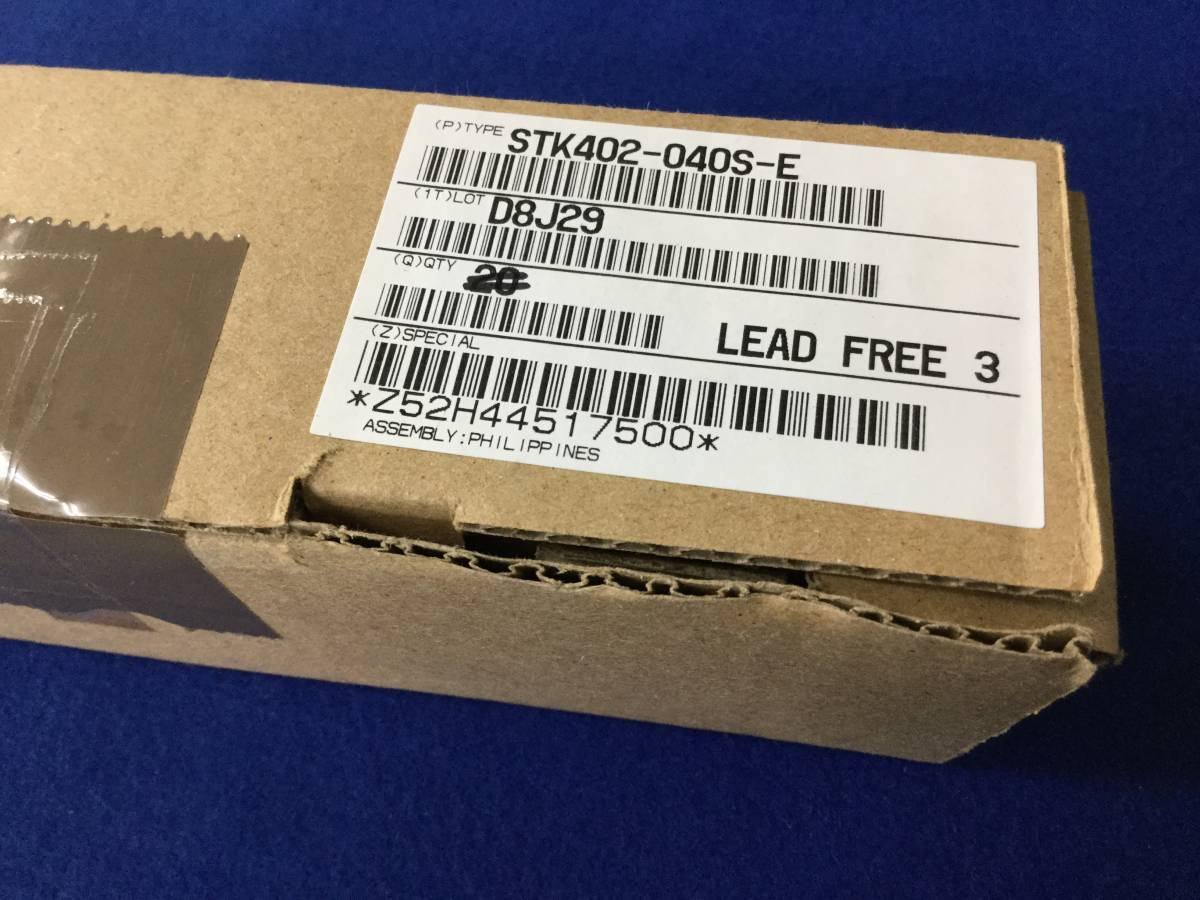 (P)TYPE STK402-040S-E
(1T)LOT D8J29
(Q)QTY 20
(Z)SPECIAL LEAD FREE 3
*Z52H44517500*
ASSEMBLY:PHILIPPINES